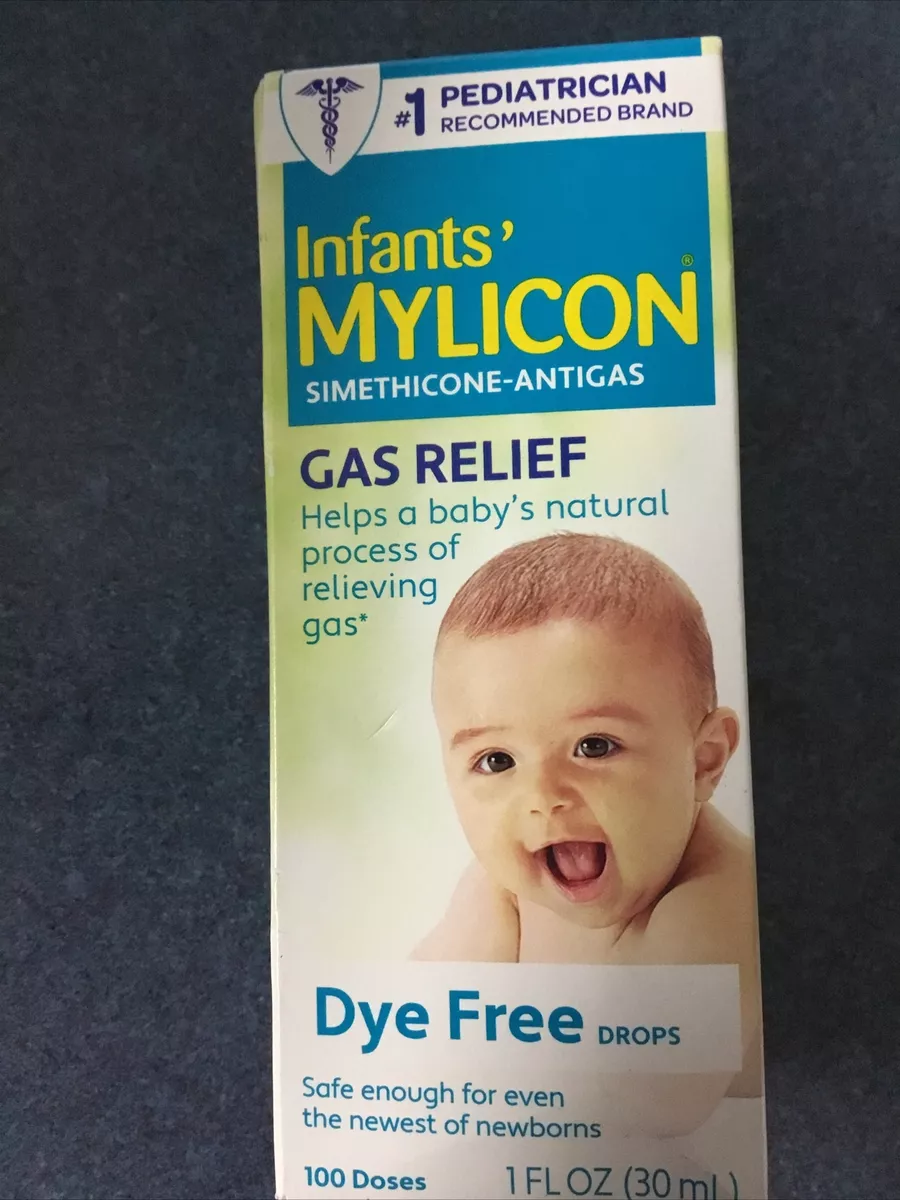 #1 PEDIATRICIAN
RECOMMENDED BRAND
Infants'
MYLICON®
SIMETHICONE-ANTIGAS
GAS RELIEF
Helps a baby's natural
process of
relieving
gas*
Dye Free DROPS
Safe enough for even
the newest of newborns
100 Doses 1 FL OZ (30 mL)